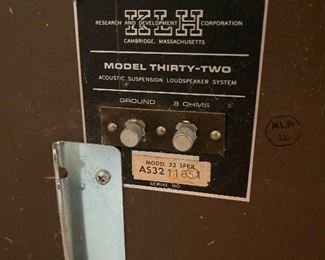 KLH
RESEARCH AND DEVELOPMENT CORPORATION
CAMBRIDGE, MASSACHUSETTS
MODEL THIRTY-TWO
ACOUSTIC SUSPENSION LOUDSPEAKER SYSTEM
GROUND 8 OHMS
MODEL 32 SPKR
AS32 11851
SERIAL NO.